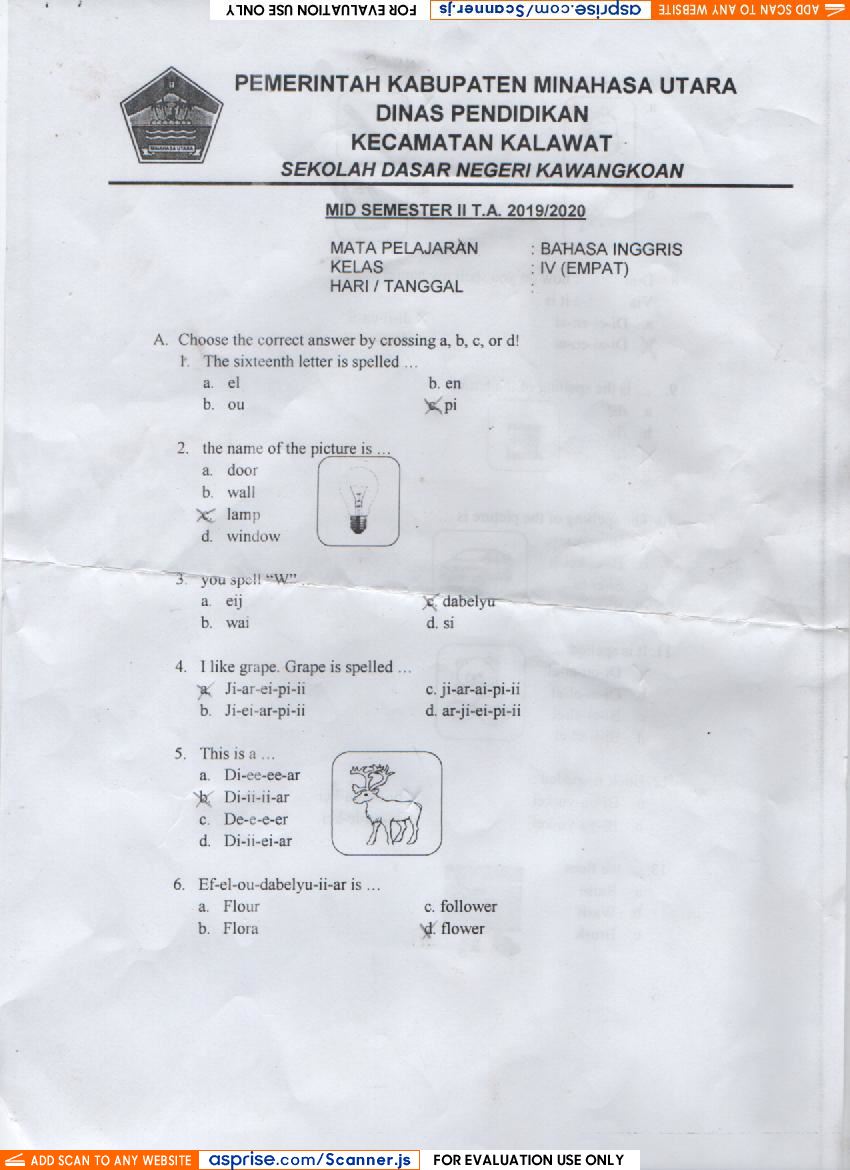 FOR EVALUATION USE ONLY asprise.com/Scanner.js ADD SCAN TO ANY WEBSITE
PEMERINTAH KABUPATEN MINAHASA UTARA
DINAS PENDIDIKAN
KECAMATAN KALAWAT
SEKOLAH DASAR NEGERI KAWANGKOAN
MINAHASA UTARA
MID SEMESTER II T.A. 2019/2020
MATA PELAJARAN : BAHASA INGGRIS
KELAS : IV (EMPAT)
HARI / TANGGAL :
A. Choose the correct answer by crossing a, b, c, or d!
1. The sixteenth letter is spelled ...
a. el b. en
b. ou c. pi
2. the name of the picture is ...
a. door
b. wall
c. lamp
d. window
3. you spell “W” ...
a. eij c. dabelyu
b. wai d. si
4. I like grape. Grape is spelled ...
a. Ji-ar-ei-pi-ii c. ji-ar-ai-pi-ii
b. Ji-ei-ar-pi-ii d. ar-ji-ei-pi-ii
5. This is a ...
a. Di-ee-ee-ar
b. Di-ii-ii-ar
c. De-e-e-er
d. Di-ii-ei-ar
6. Ef-el-ou-dabelyu-ii-ar is ...
a. Flour c. follower
b. Flora d. flower
ADD SCAN TO ANY WEBSITE asprise.com/Scanner.js FOR EVALUATION USE ONLY